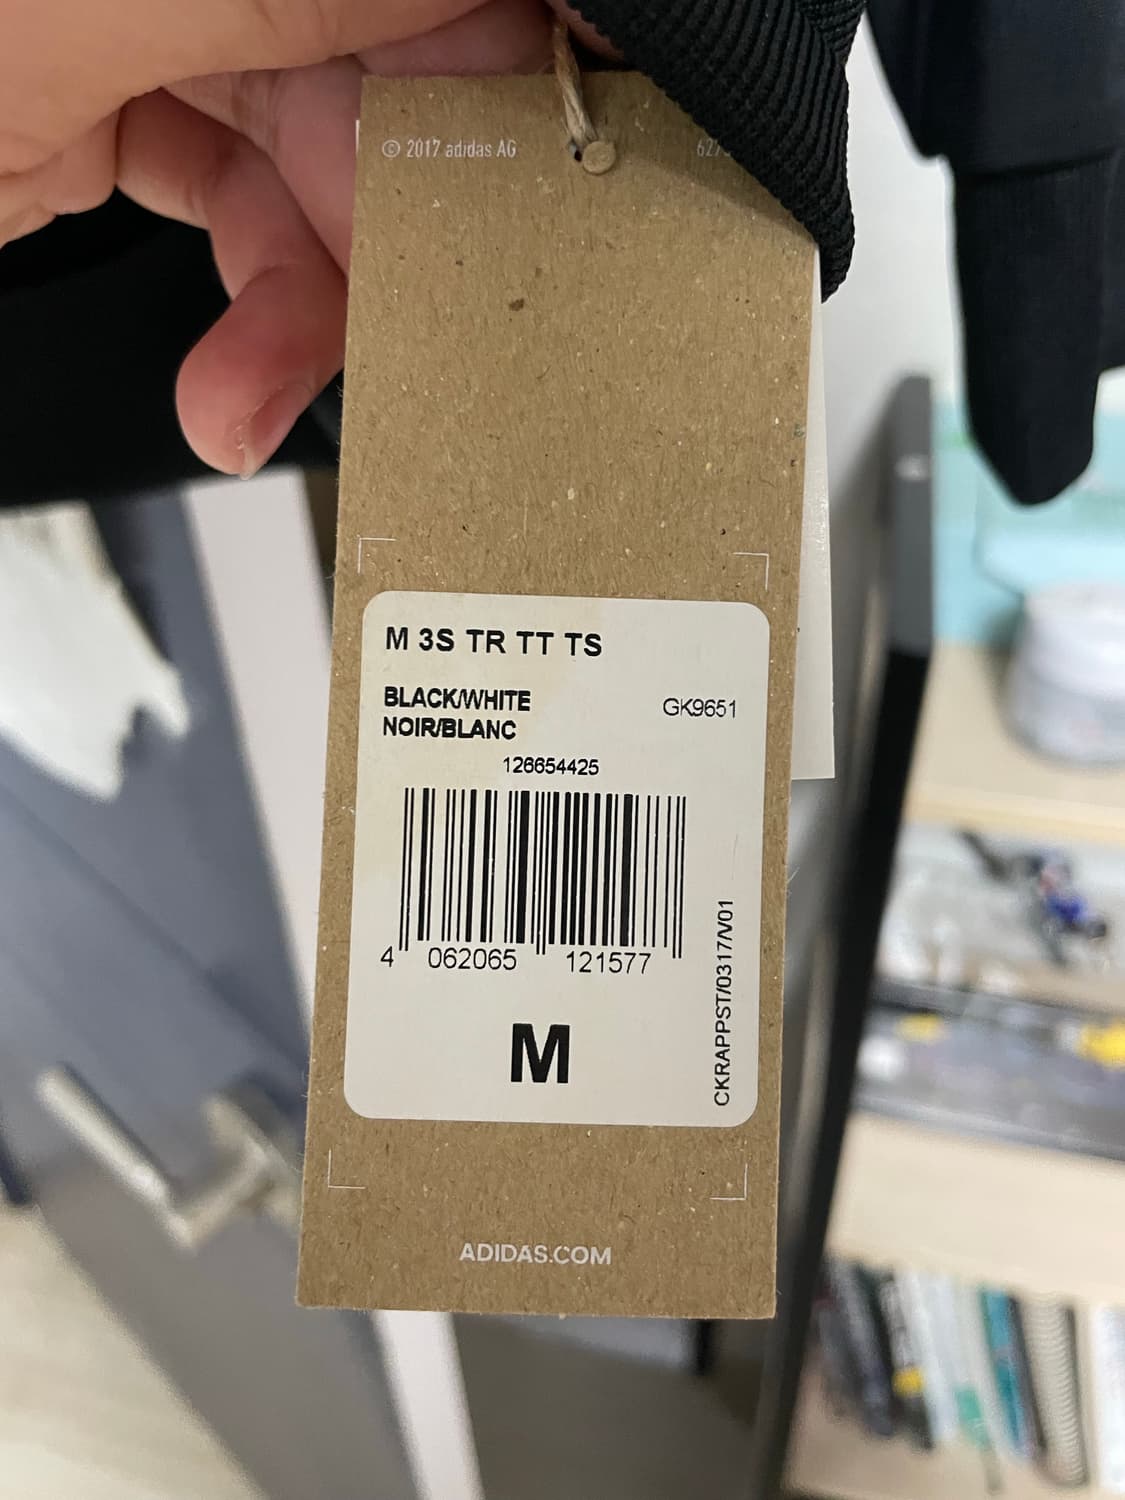 © 2017 adidas AG
M 3S TR TT TS
BLACK/WHITE
GK9651
NOIR/BLANC
126654425
4 062065 121577
M
CKRAPPST/0317/V01
ADIDAS.COM